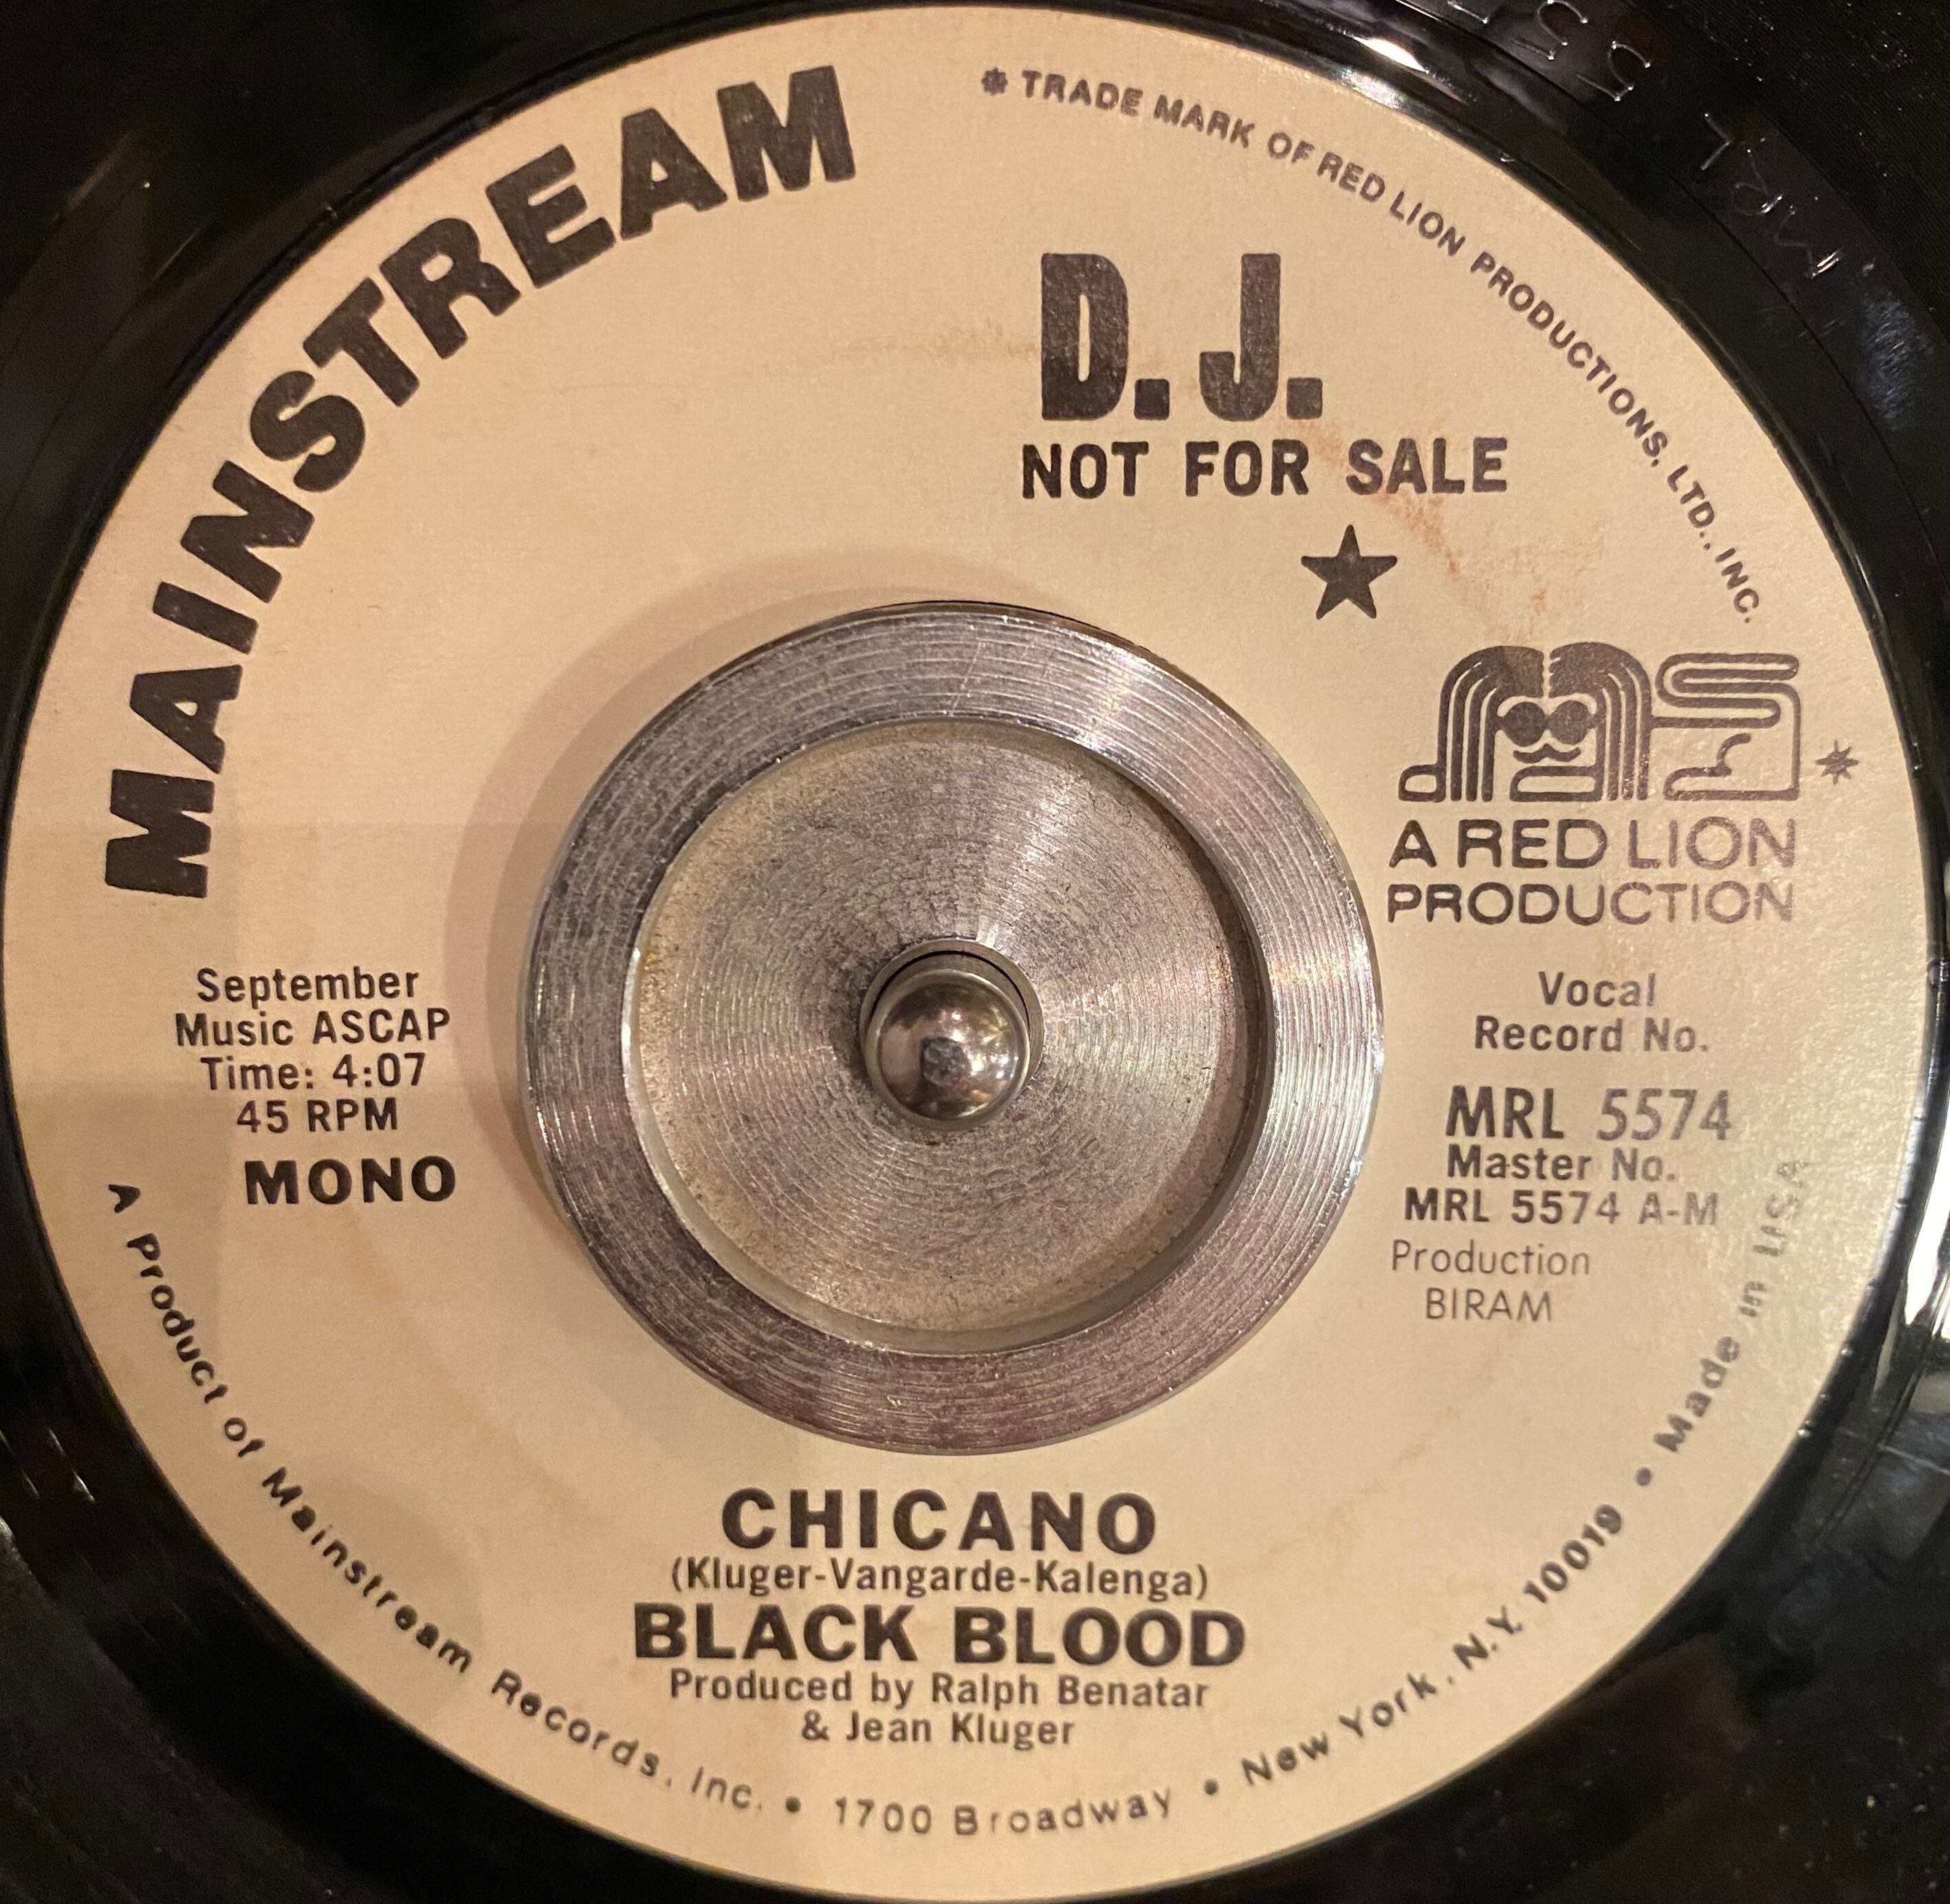 MAINSTREAM
* TRADE MARK OF RED LION PRODUCTIONS, LTD., INC.
D.J.
NOT FOR SALE
A RED LION
PRODUCTION
September
Music ASCAP
Time: 4:07
45 RPM
MONO
Vocal
Record No.
MRL 5574
Master No.
MRL 5574 A-M
Production
BIRAM
CHICANO
(Kluger-Vangarde-Kalenga)
BLACK BLOOD
Produced by Ralph Benatar
& Jean Kluger
A Product of Mainstream Records, Inc. • 1700 Broadway • New York, N.Y. 10019 • Made in USA
MRL 55